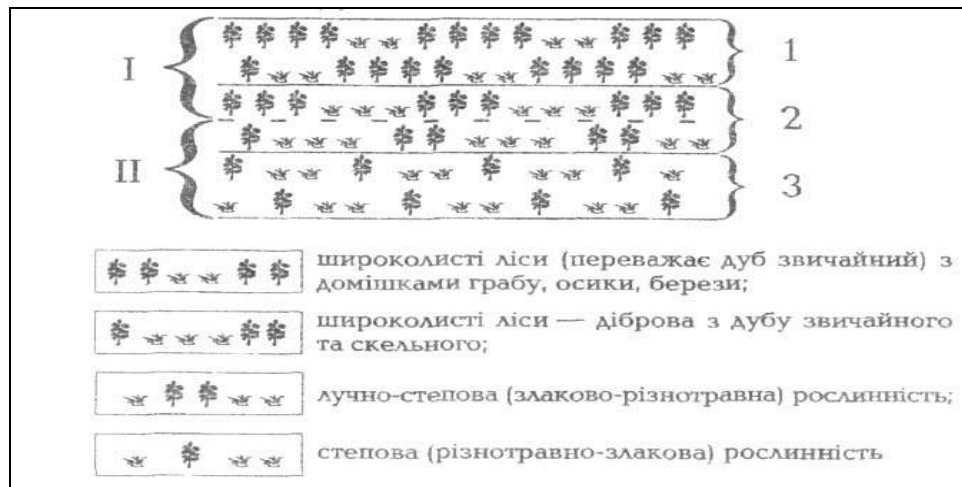 I
II
1
2
3
широколисті ліси (переважає дуб звичайний) з
домішками грабу, осики, берези;
широколисті ліси — діброва з дубу звичайного
та скельного;
лучно-степова (злаково-різнотравна) рослинність;
степова (різнотравно-злакова) рослинність